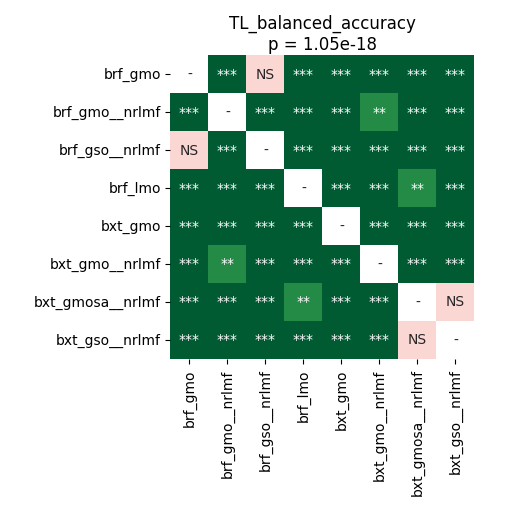 TL_balanced_accuracy
p = 1.05e-18
brf_gmo - *** NS *** *** *** *** ***
brf_gmo__nrlmf *** - *** *** *** ** *** ***
brf_gso__nrlmf NS *** - *** *** *** *** ***
brf_lmo *** *** *** - *** *** ** ***
bxt_gmo *** *** *** *** - *** *** ***
bxt_gmo__nrlmf *** ** *** *** *** - *** ***
bxt_gmosa__nrlmf *** *** *** ** *** *** - NS
bxt_gso__nrlmf *** *** *** *** *** *** NS -
brf_gmo
brf_gmo__nrlmf
brf_gso__nrlmf
brf_lmo
bxt_gmo
bxt_gmo__nrlmf
bxt_gmosa__nrlmf
bxt_gso__nrlmf